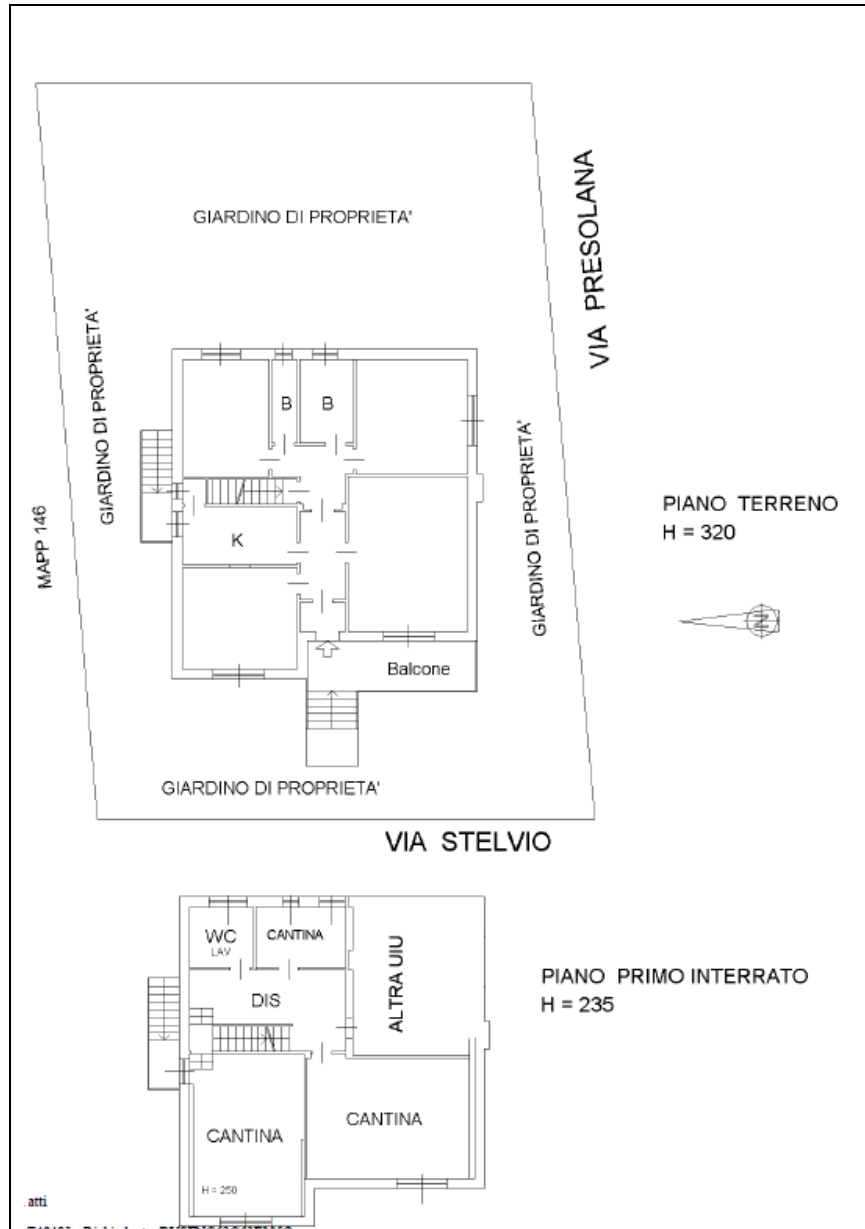 GIARDINO DI PROPRIETA'
VIA PRESOLANA
GIARDINO DI PROPRIETA'
B
B
GIARDINO DI PROPRIETA'
MAPP 146
K
PIANO TERRENO
H = 320
N
Balcone
GIARDINO DI PROPRIETA'
VIA STELVIO
WC
LAV
CANTINA
ALTRA UIU
DIS
PIANO PRIMO INTERRATO
H = 235
CANTINA
CANTINA
H = 250
. atti